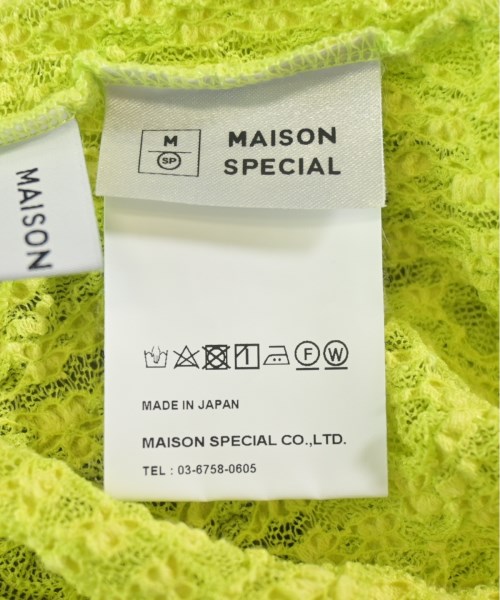 M
SP
MAISON
SPECIAL
MAISON
F W
MADE IN JAPAN
MAISON SPECIAL CO.,LTD.
TEL : 03-6758-0605